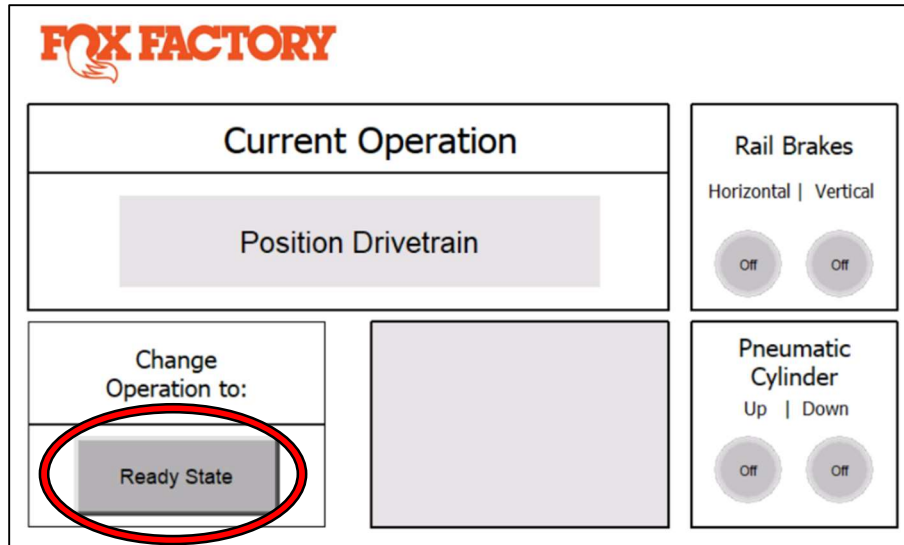 FOX FACTORY
Current Operation
Position Drivetrain
Rail Brakes
Horizontal | Vertical
Off Off
Change
Operation to:
Ready State
Pneumatic
Cylinder
Up | Down
Off Off